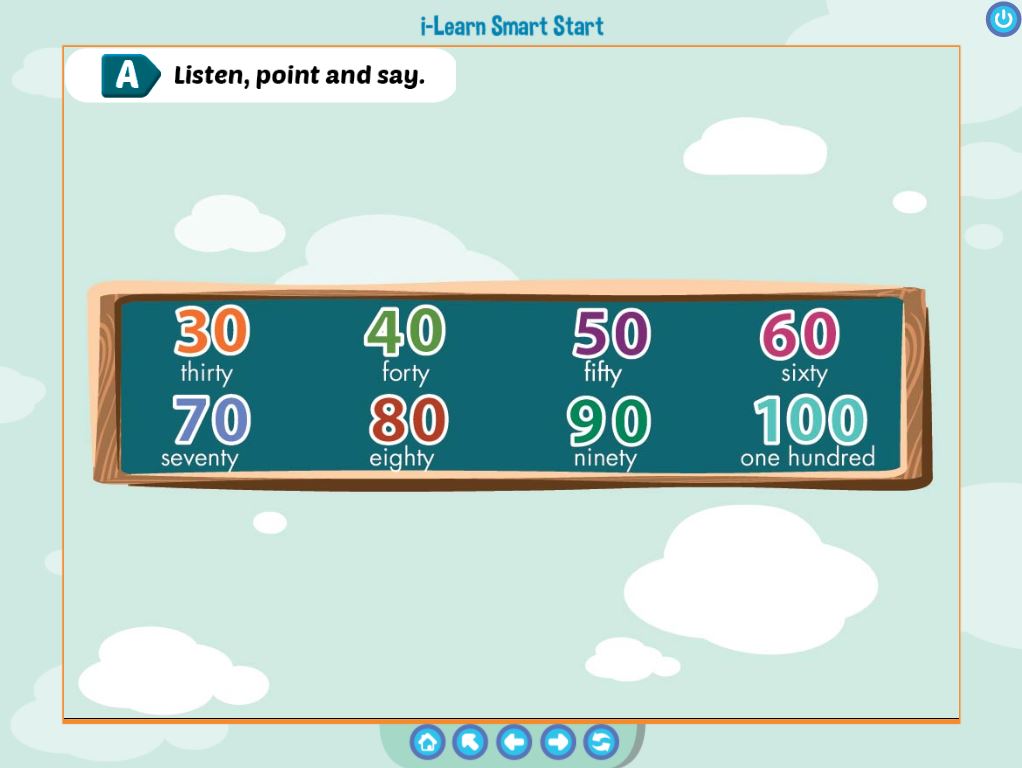 i-Learn Smart Start
A Listen, point and say.
30 40 50 60
thirty forty fifty sixty
70 80 90 100
seventy eighty ninety one hundred